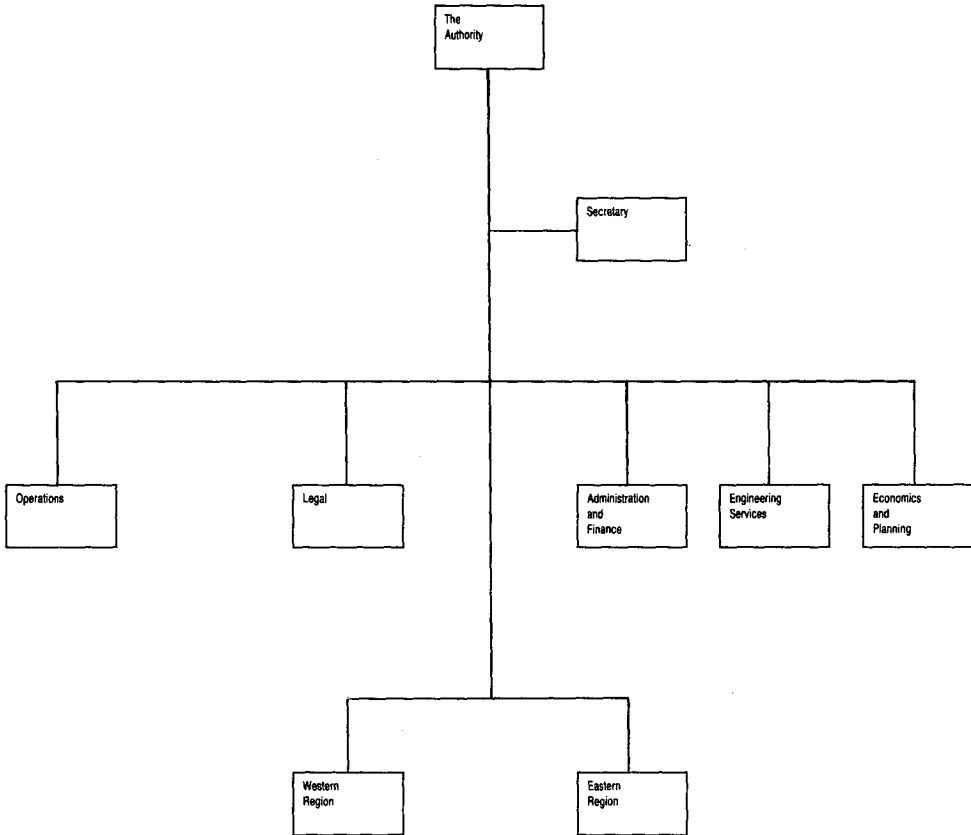 The
Authority
Secretary
Operations
Legal
Administration
and
Finance
Engineering
Services
Economics
and
Planning
Western
Region
Eastern
Region